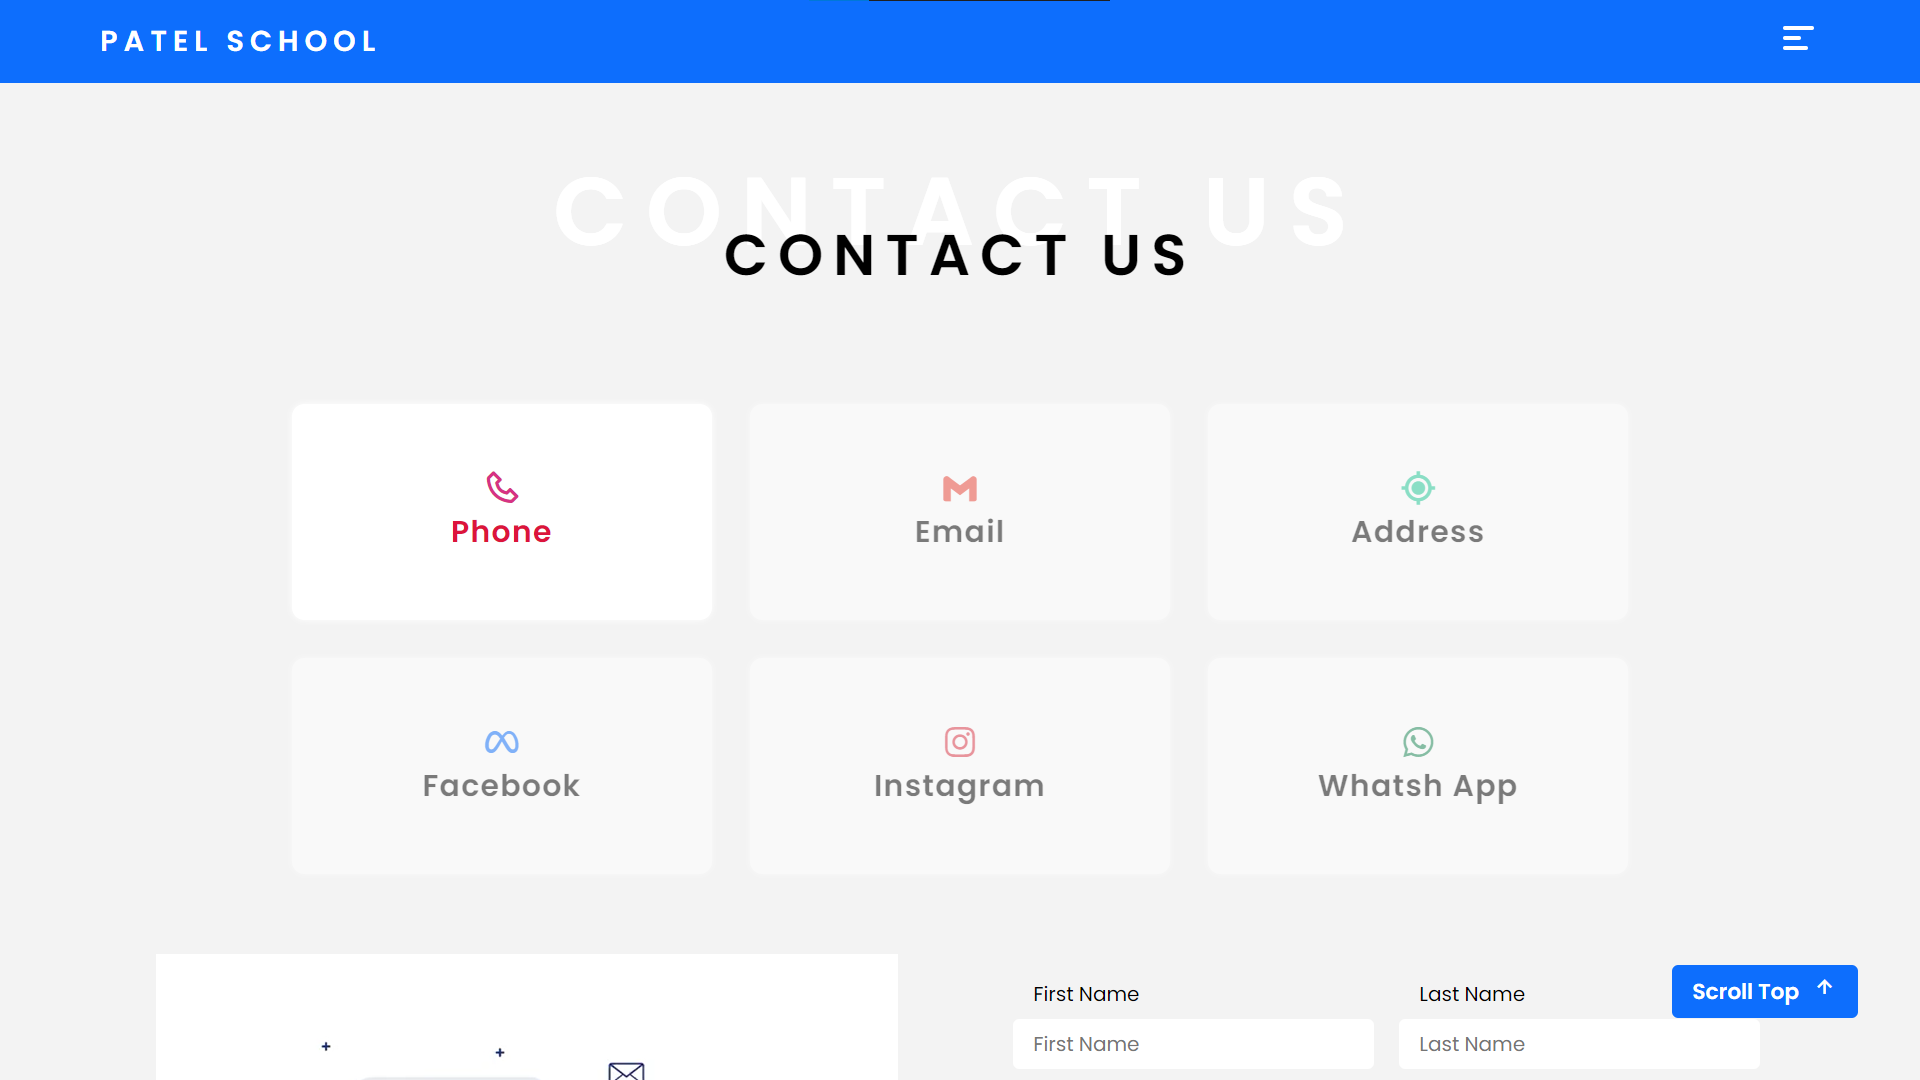 PATEL SCHOOL
CONTACT US
CONTACT US
Phone
Email
Address
Facebook
Instagram
Whatsh App
First Name
Last Name
Scroll Top
First Name
Last Name